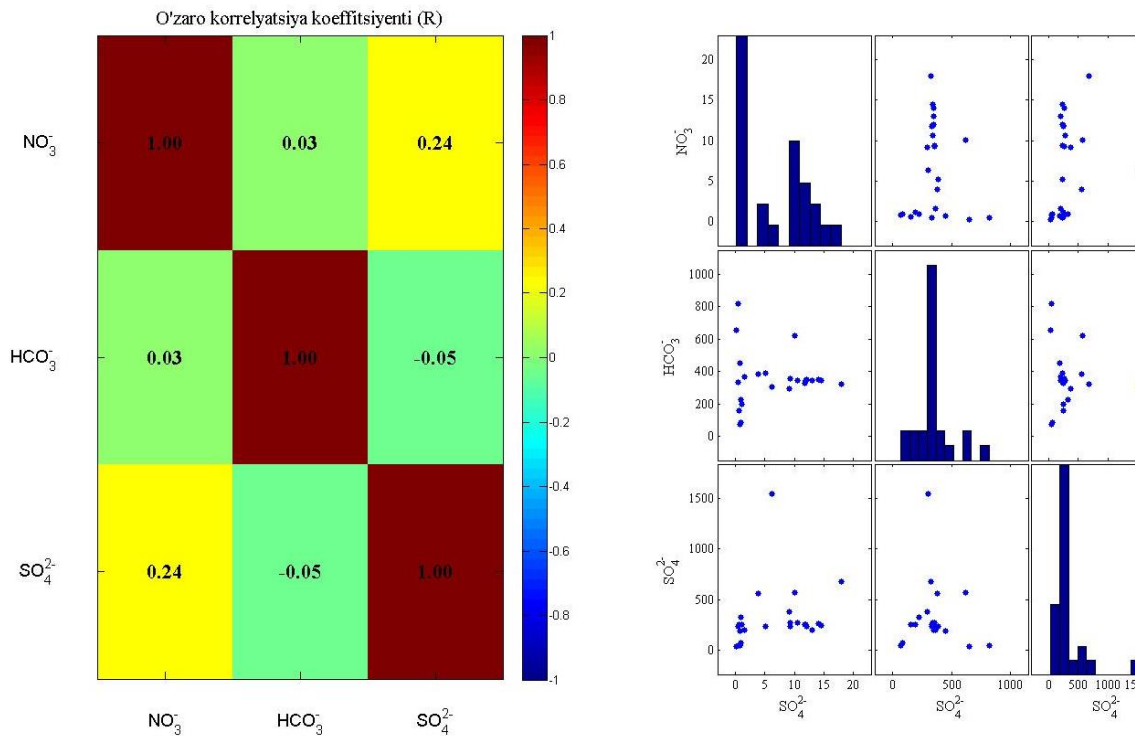 O'zaro korrelyatsiya koeffitsiyenti (R)
NO₃⁻
1.00
0.03
0.24
HCO₃⁻
0.03
1.00
-0.05
SO₄²⁻
0.24
-0.05
1.00
NO₃⁻
HCO₃⁻
SO₄²⁻
1
0.8
0.6
0.4
0.2
0
-0.2
-0.4
-0.6
-0.8
-1
NO₃⁻
20
15
10
5
0
HCO₃⁻
1000
800
600
400
200
0
SO₄²⁻
1500
1000
500
0
0 5 10 15 20
0 500 1000
0 500 1000 15
SO₄²⁻
SO₄²⁻
SO₄²⁻